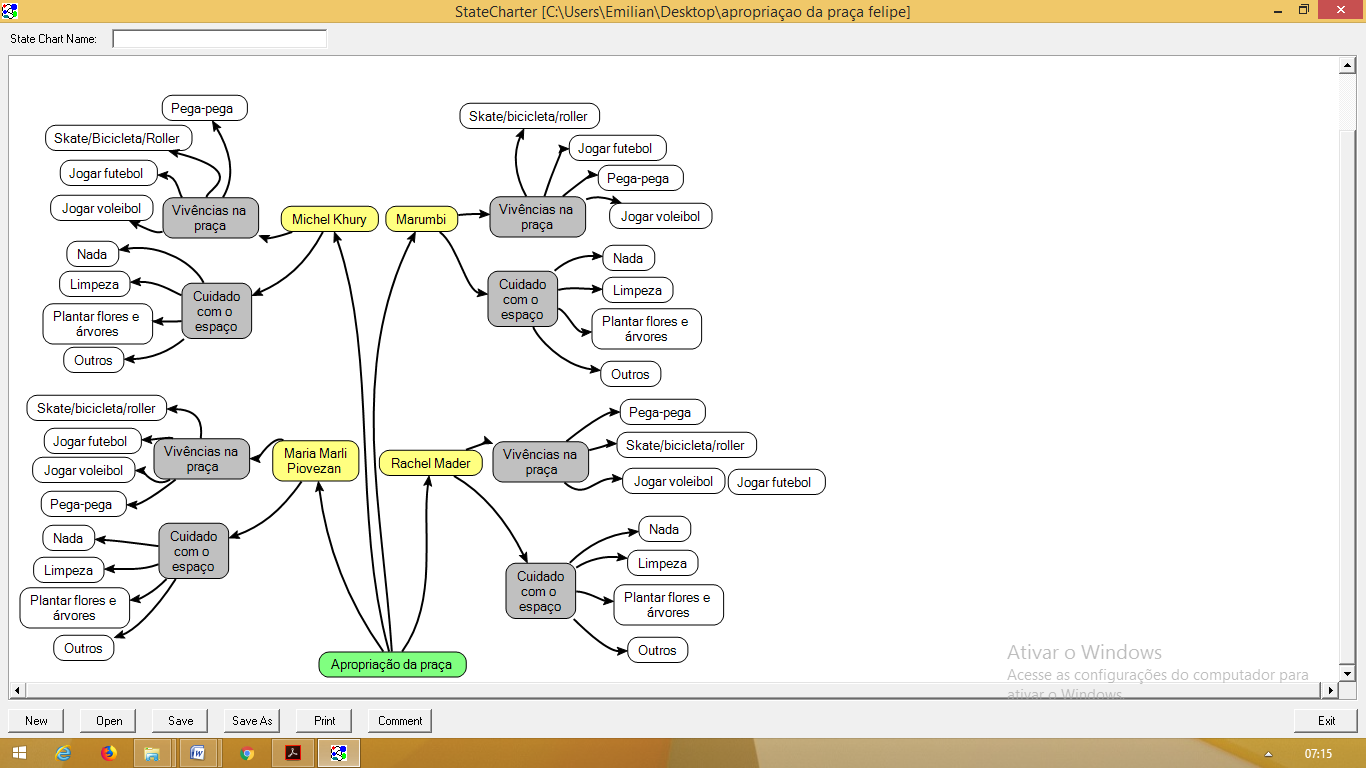 StateCharter [C:\Users\Emilian\Desktop\apropriaçao da praça felipe]
State Chart Name:
Pega-pega
Skate/Bicicleta/Roller
Jogar futebol
Jogar voleibol
Vivências na
praça
Michel Khury
Nada
Limpeza
Plantar flores e
árvores
Outros
Cuidado
com o
espaço
Marumbi
Skate/bicicleta/roller
Jogar futebol
Pega-pega
Jogar voleibol
Vivências na
praça
Cuidado
com o
espaço
Nada
Limpeza
Plantar flores e
árvores
Outros
Skate/bicicleta/roller
Jogar futebol
Jogar voleibol
Pega-pega
Vivências na
praça
Maria Marli
Piovezan
Nada
Limpeza
Plantar flores e
árvores
Outros
Cuidado
com o
espaço
Rachel Mader
Vivências na
praça
Pega-pega
Skate/bicicleta/roller
Jogar voleibol
Jogar futebol
Cuidado
com o
espaço
Nada
Limpeza
Plantar flores e
árvores
Outros
Apropriação da praça
Ativar o Windows
Acesse as configurações do computador para
ativar o Windows
New
Open
Save
Save As
Print
Comment
Exit
07:15